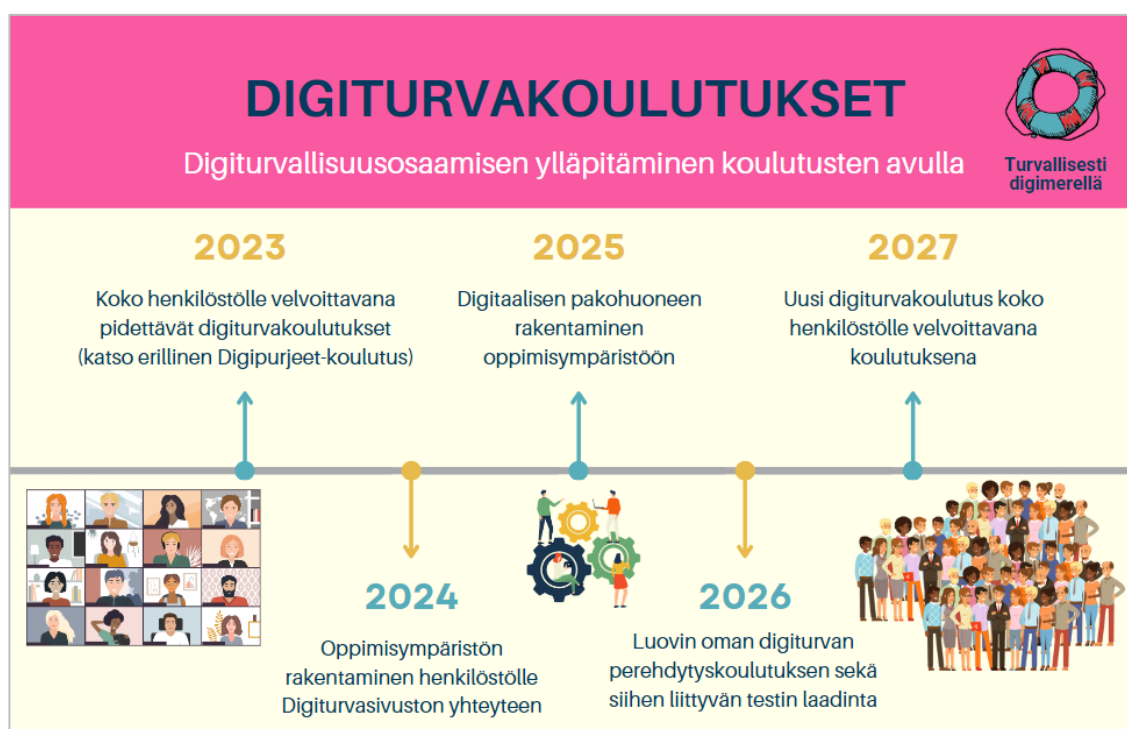 DIGITURVAKOULUTUKSET
Digiturvallisuusosaamisen ylläpitäminen koulutusten avulla
Turvallisesti
digimerellä
2023
Koko henkilöstölle velvoittavana
pidettävät digiturvakoulutukset
(katso erillinen Digipurjeet-koulutus)
2025
Digitaalisen pakohuoneen
rakentaminen
oppimisympäristöön
2027
Uusi digiturvakoulutus koko
henkilöstölle velvoittavana
koulutuksena
2024
Oppimisympäristön
rakentaminen henkilöstölle
Digiturvasivuston yhteyteen
2026
Luovin oman digiturvan
perehdytyskoulutuksen sekä
siihen liittyvän testin laadinta